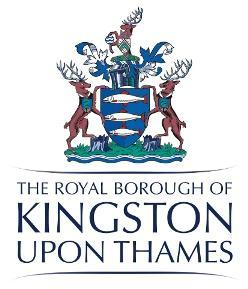 THE ROYAL BOROUGH OF
KINGSTON
UPON THAMES